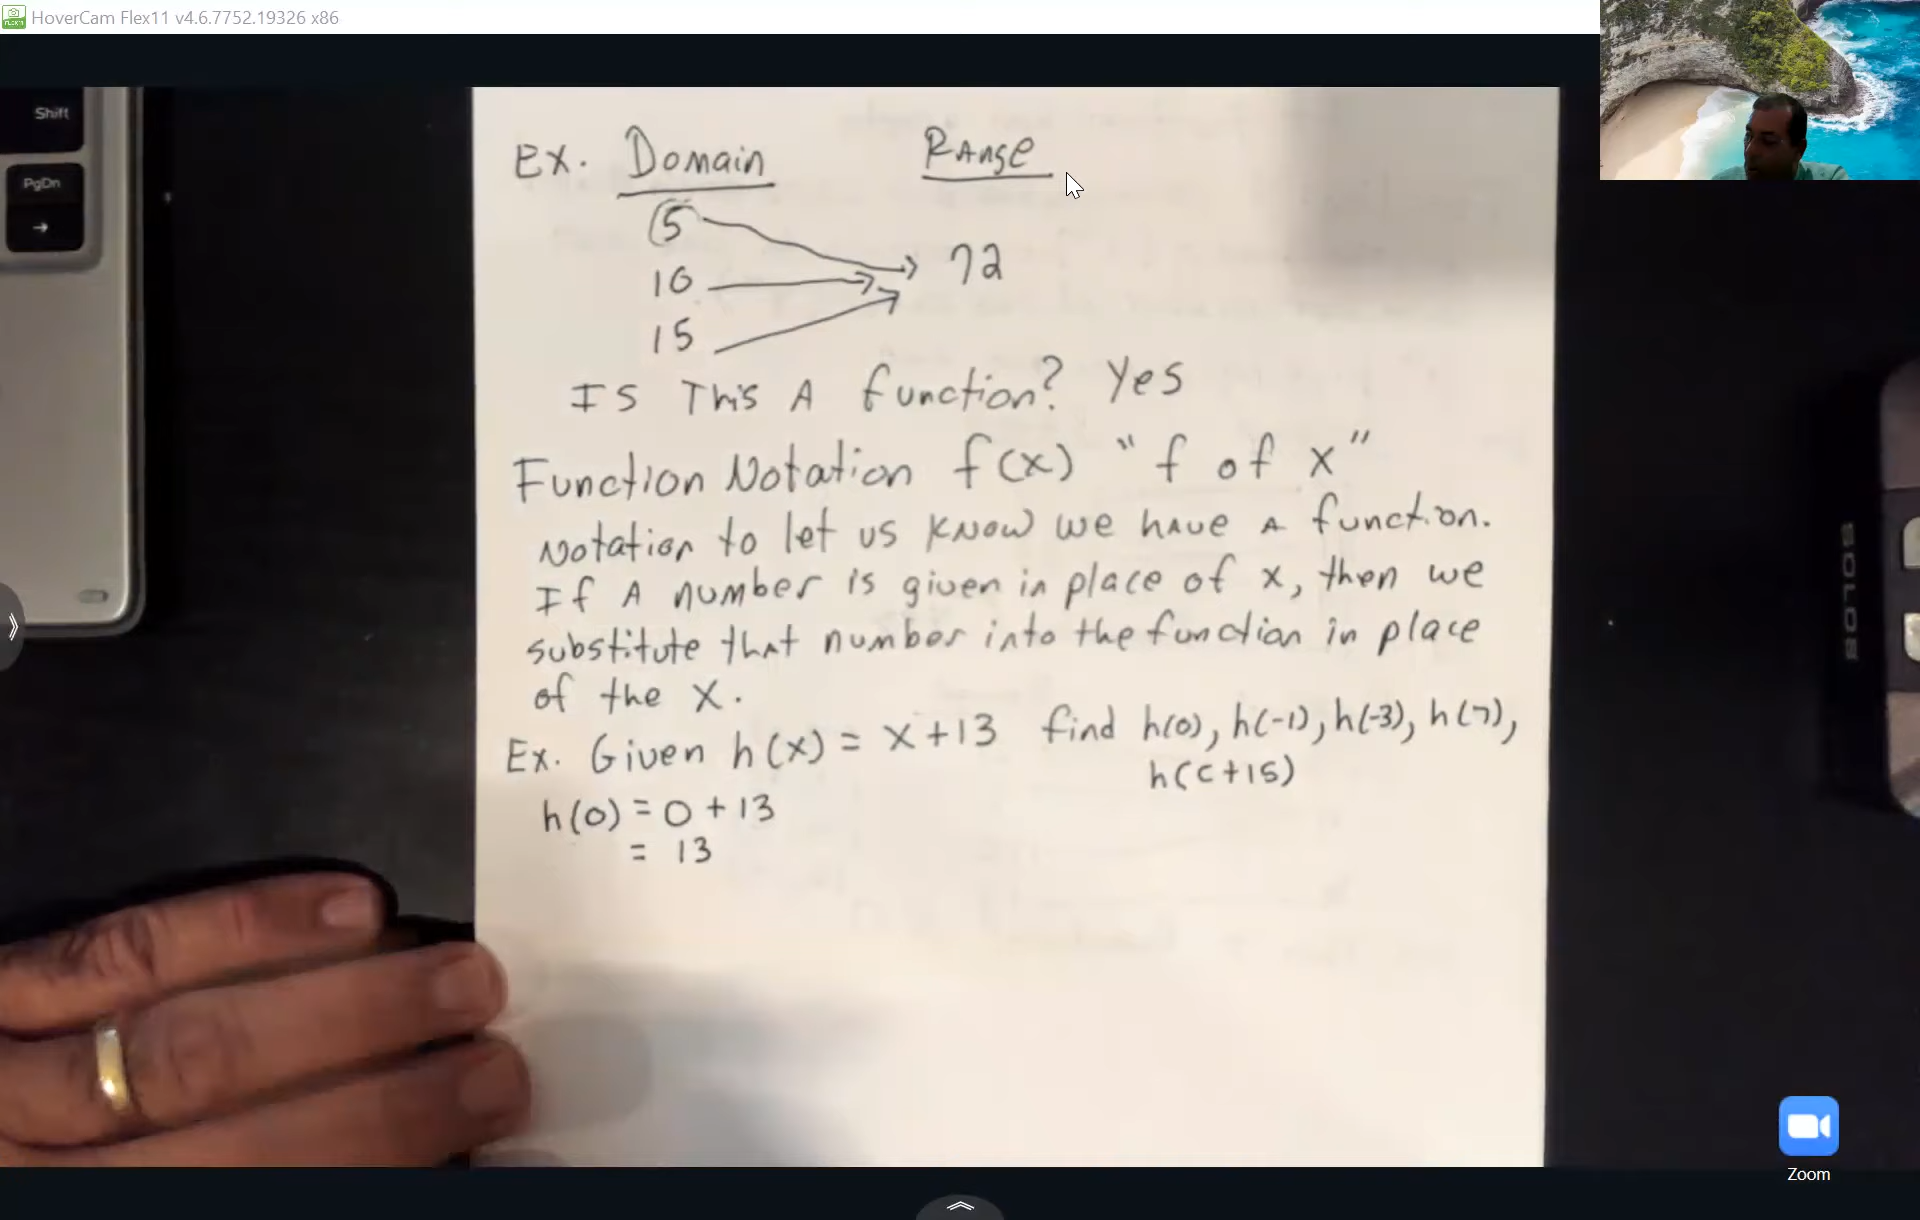 HoverCam Flex11 v4.6.7752.19326 x86
Shift
PgDn
Ex. Domain Range
5
10 72
15
Is This A function? Yes
Function Notation f(x) "f of x"
Notation to let us know we have a function.
If A number is given in place of x, then we
substitute that number into the function in place
of the x.
Ex. Given h(x) = x+13 find h(0), h(-1), h(-3), h(7),
h(c+15)
h(0) = 0 + 13
= 13
Zoom